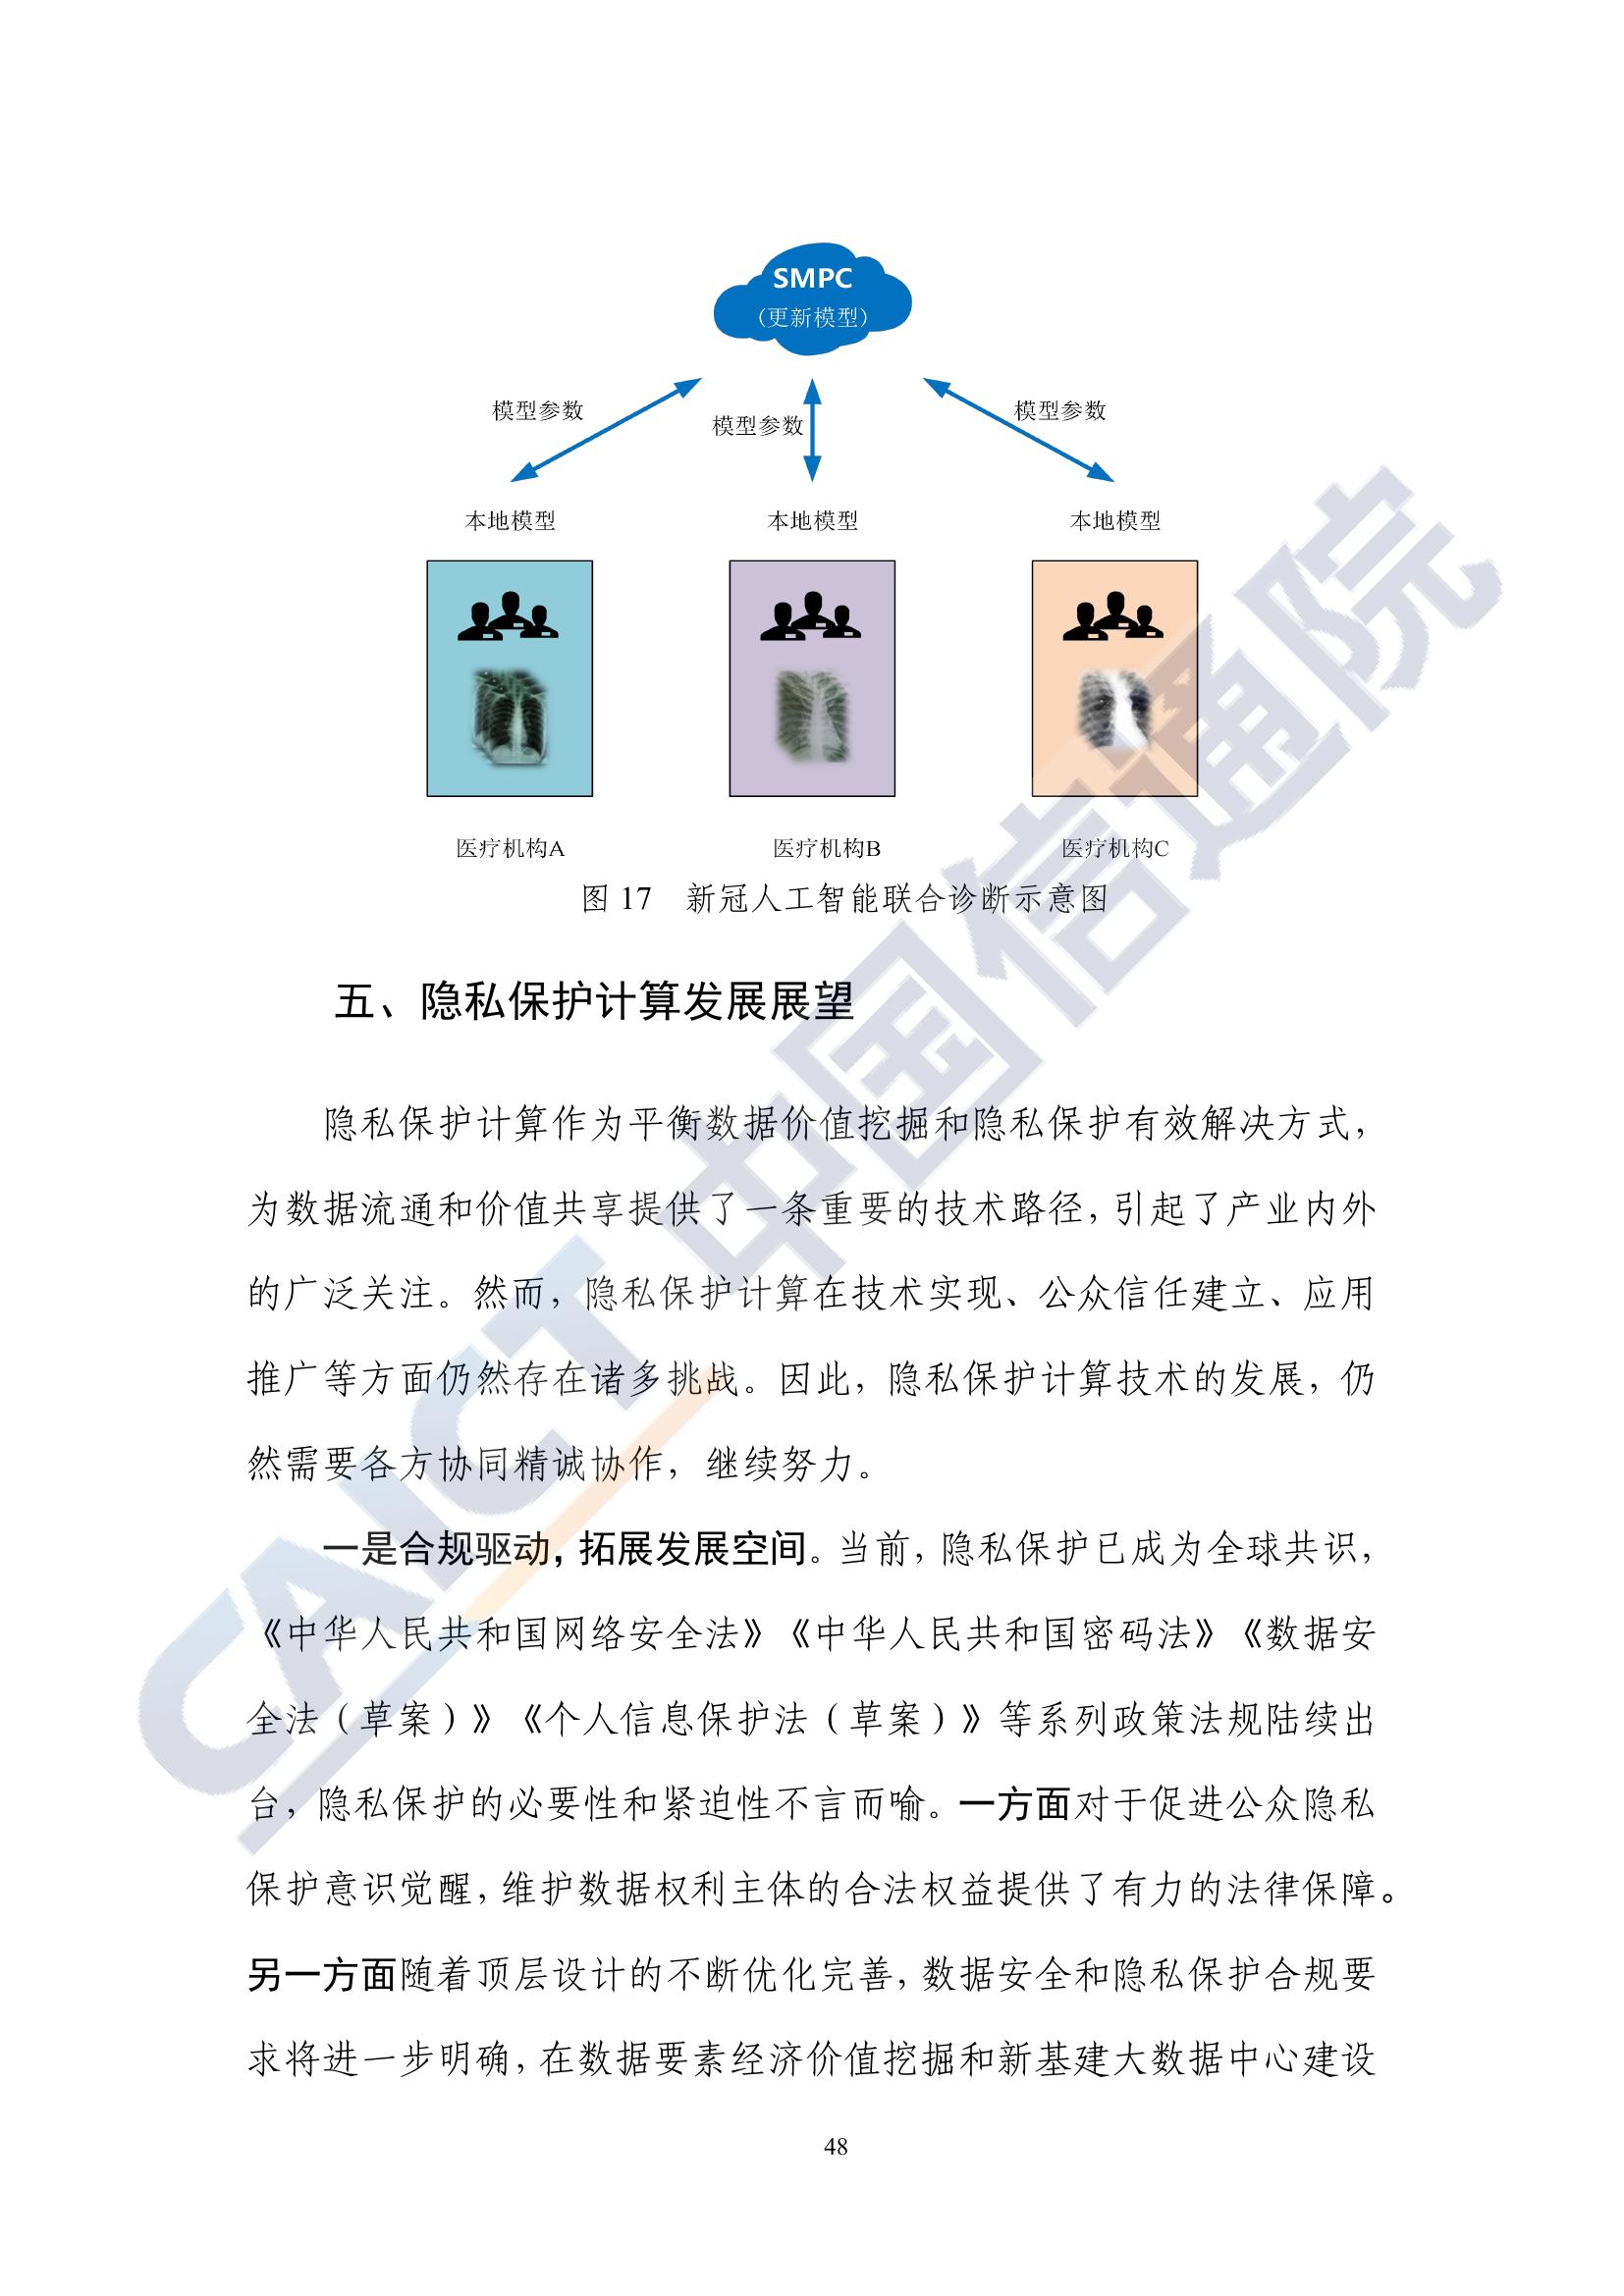 SMPC
(更新模型)
模型参数
模型参数
模型参数
本地模型
本地模型
本地模型
医疗机构A
医疗机构B
医疗机构C
图 17 新冠人工智能联合诊断示意图
五、隐私保护计算发展展望
隐私保护计算作为平衡数据价值挖掘和隐私保护有效解决方式，
为数据流通和价值共享提供了一条重要的技术路径，引起了产业内外
的广泛关注。然而，隐私保护计算在技术实现、公众信任建立、应用
推广等方面仍然存在诸多挑战。因此，隐私保护计算技术的发展，仍
然需要各方协同精诚协作，继续努力。
一是合规驱动，拓展发展空间。当前，隐私保护已成为全球共识，
《中华人民共和国网络安全法》《中华人民共和国密码法》《数据安
全法（草案）》《个人信息保护法（草案）》等系列政策法规陆续出
台，隐私保护的必要性和紧迫性不言而喻。一方面对于促进公众隐私
保护意识觉醒，维护数据权利主体的合法权益提供了有力的法律保障。
另一方面随着顶层设计的不断优化完善，数据安全和隐私保护合规要
求将进一步明确，在数据要素经济价值挖掘和新基建大数据中心建设
48
CAICT 中国信通院